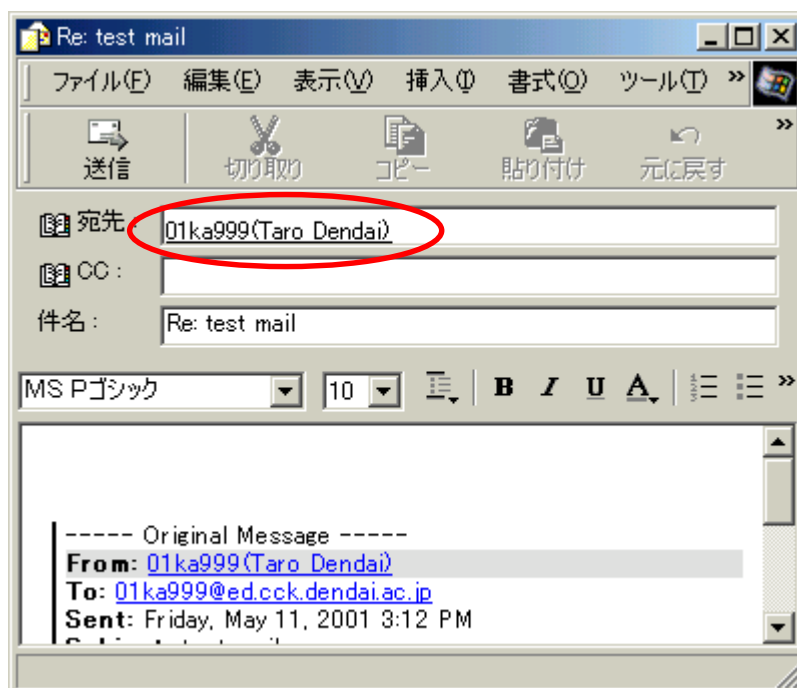 Re: test mail
ファイル(F) 編集(E) 表示(V) 挿入(I) 書式(O) ツール(T) »
送信 切り取り コピー 貼り付け 元に戻す »
宛先 : 01ka999(Taro Dendai)
CC :
件名 : Re: test mail
MS Pゴシック 10 B I U A »
----- Original Message -----
From: 01ka999(Taro Dendai)
To: 01ka999@ed.cck.dendai.ac.jp
Sent: Friday, May 11, 2001 3:12 PM